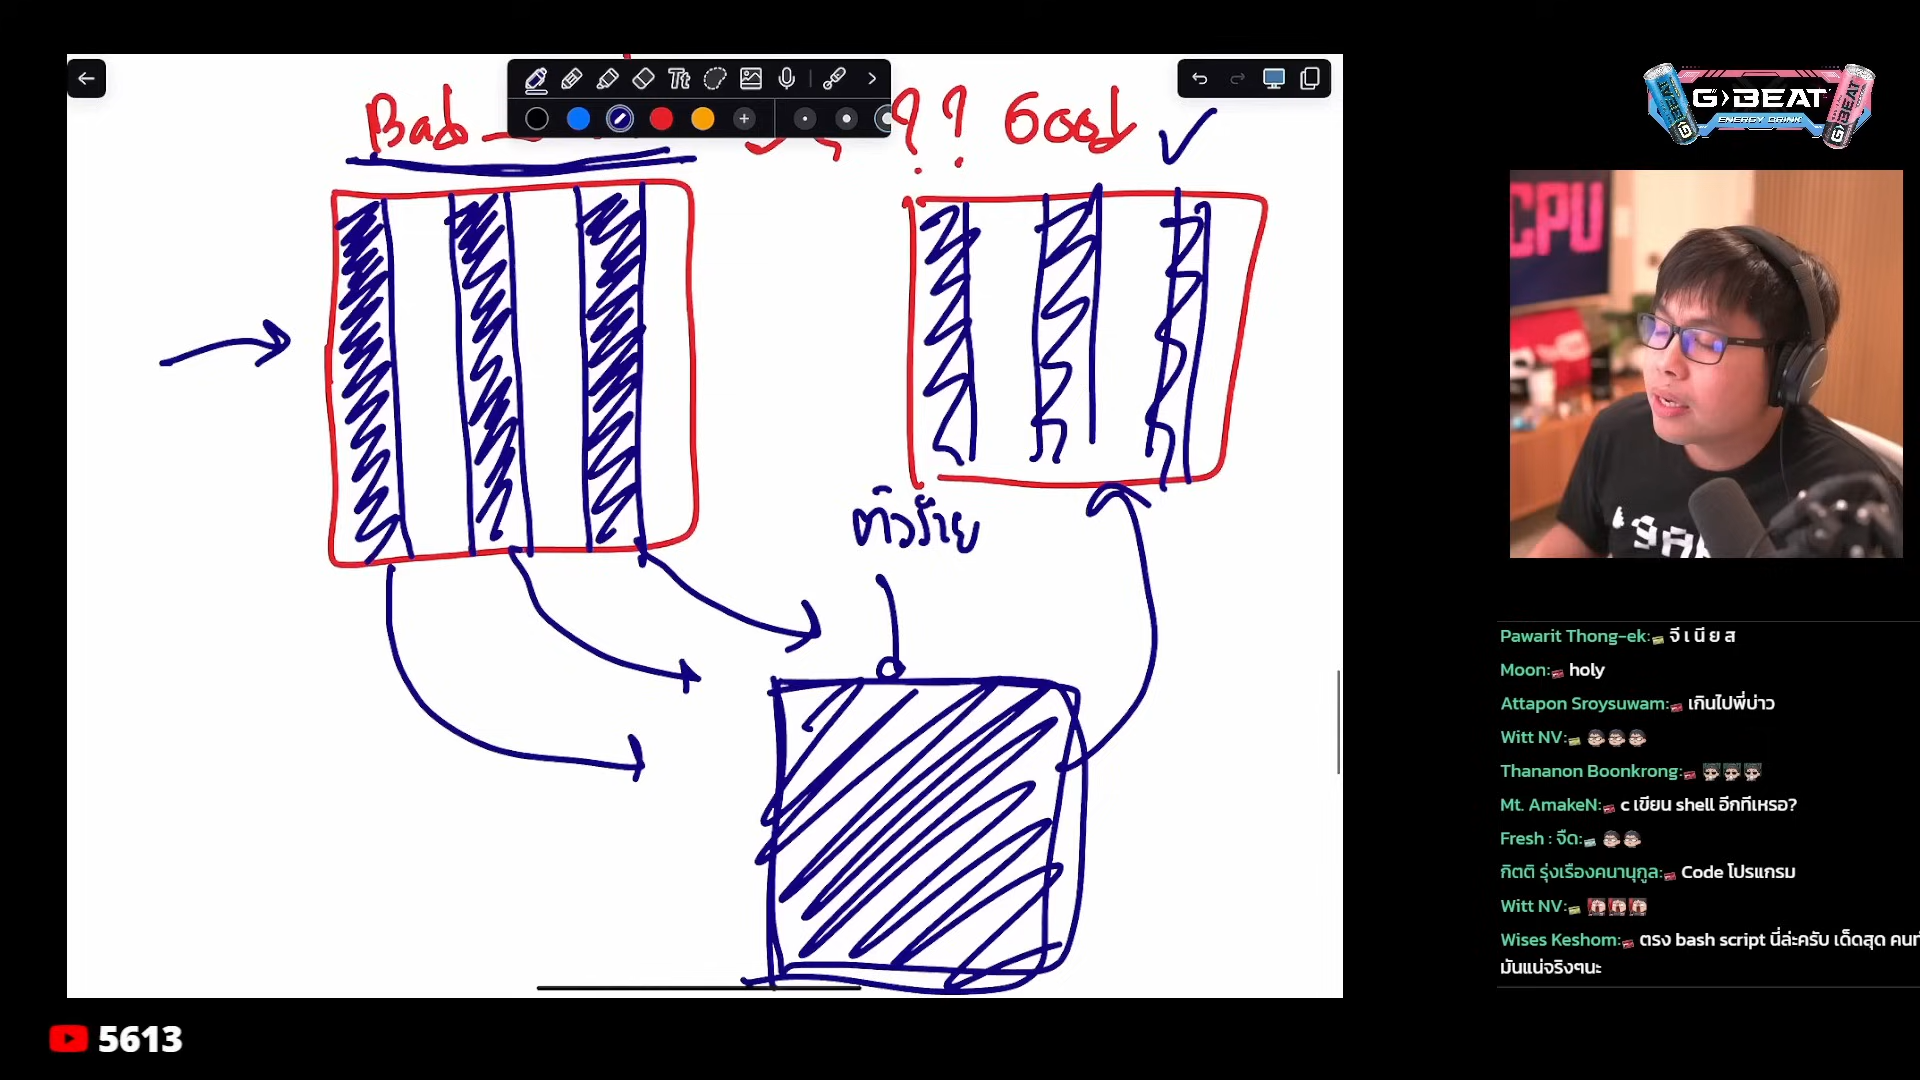 Bad
?? Good
ตัวร้าย
Tt
G>BEAT
ENERGY DRINK
CPU
Pawarit Thong-ek: จี เ นี ย ส
Moon: holy
Attapon Sroysuwam: เกินไปพี่บ่าว
Witt NV:
Thananon Boonkrong:
Mt. AmakeN: c เขียน shell อีกทีเหรอ?
Fresh : จืด:
กิตติ รุ่งเรืองคนานุกูล: Code โปรแกรม
Witt NV:
Wises Keshom: ตรง bash script นี่ล่ะครับ เด็ดสุด คนทำ
มันแน่จริงๆนะ
5613